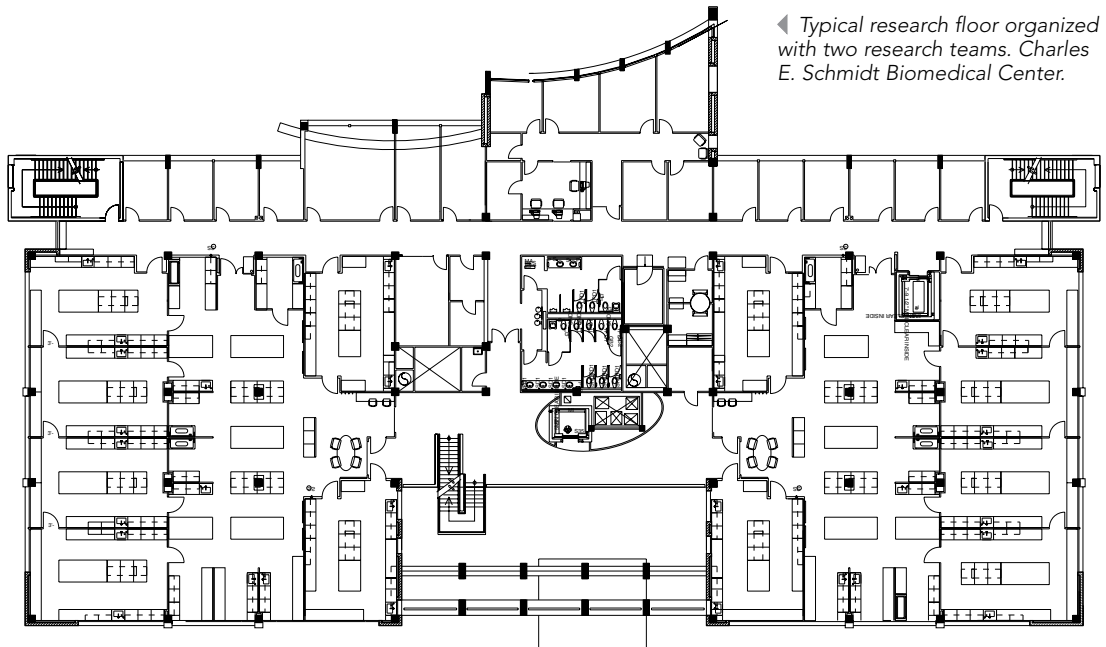 Typical research floor organized
with two research teams. Charles
E. Schmidt Biomedical Center.